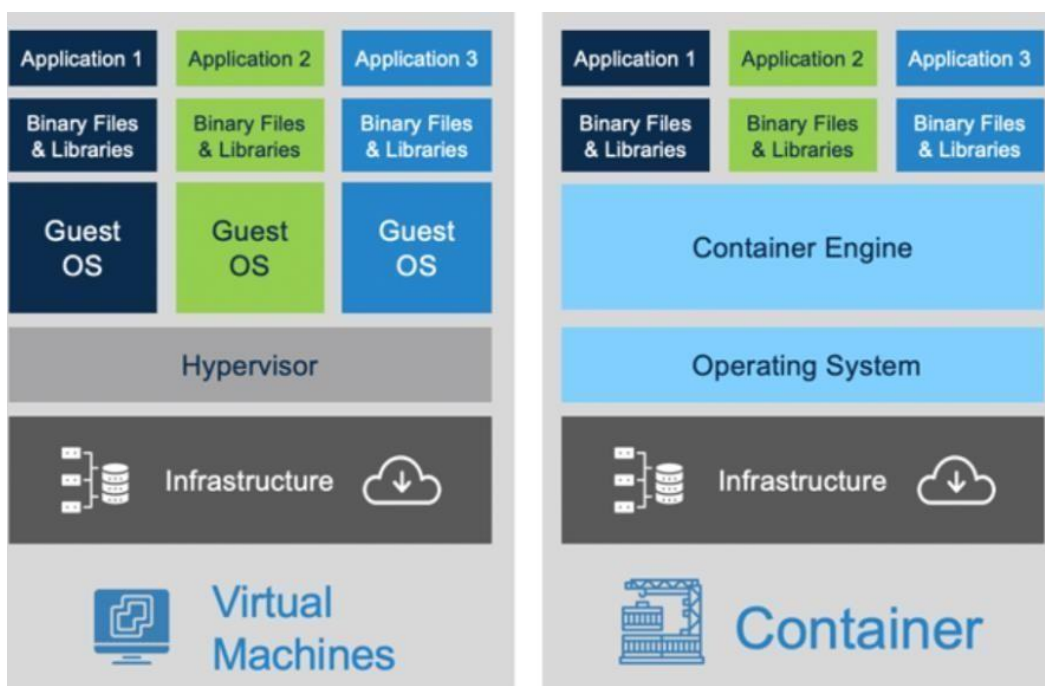 Application 1
Application 2
Application 3
Binary Files
& Libraries
Binary Files
& Libraries
Binary Files
& Libraries
Guest
OS
Guest
OS
Guest
OS
Hypervisor
Infrastructure
Virtual
Machines
Application 1
Application 2
Application 3
Binary Files
& Libraries
Binary Files
& Libraries
Binary Files
& Libraries
Container Engine
Operating System
Infrastructure
Container